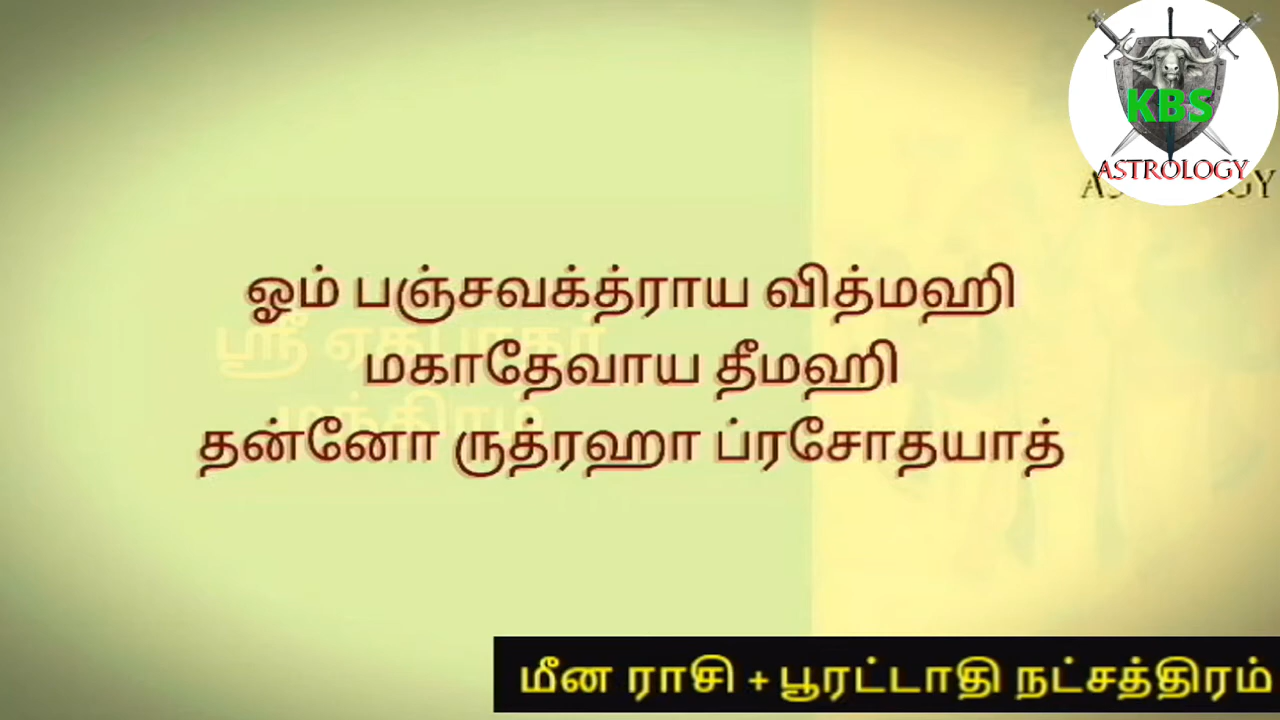 KBS
ASTROLOGY
ஓம் பஞ்சவக்த்ராய வித்மஹி
மகாதேவாய தீமஹி
தன்னோ ருத்ரஹா ப்ரசோதயாத்
மீன ராசி + பூரட்டாதி நட்சத்திரம்